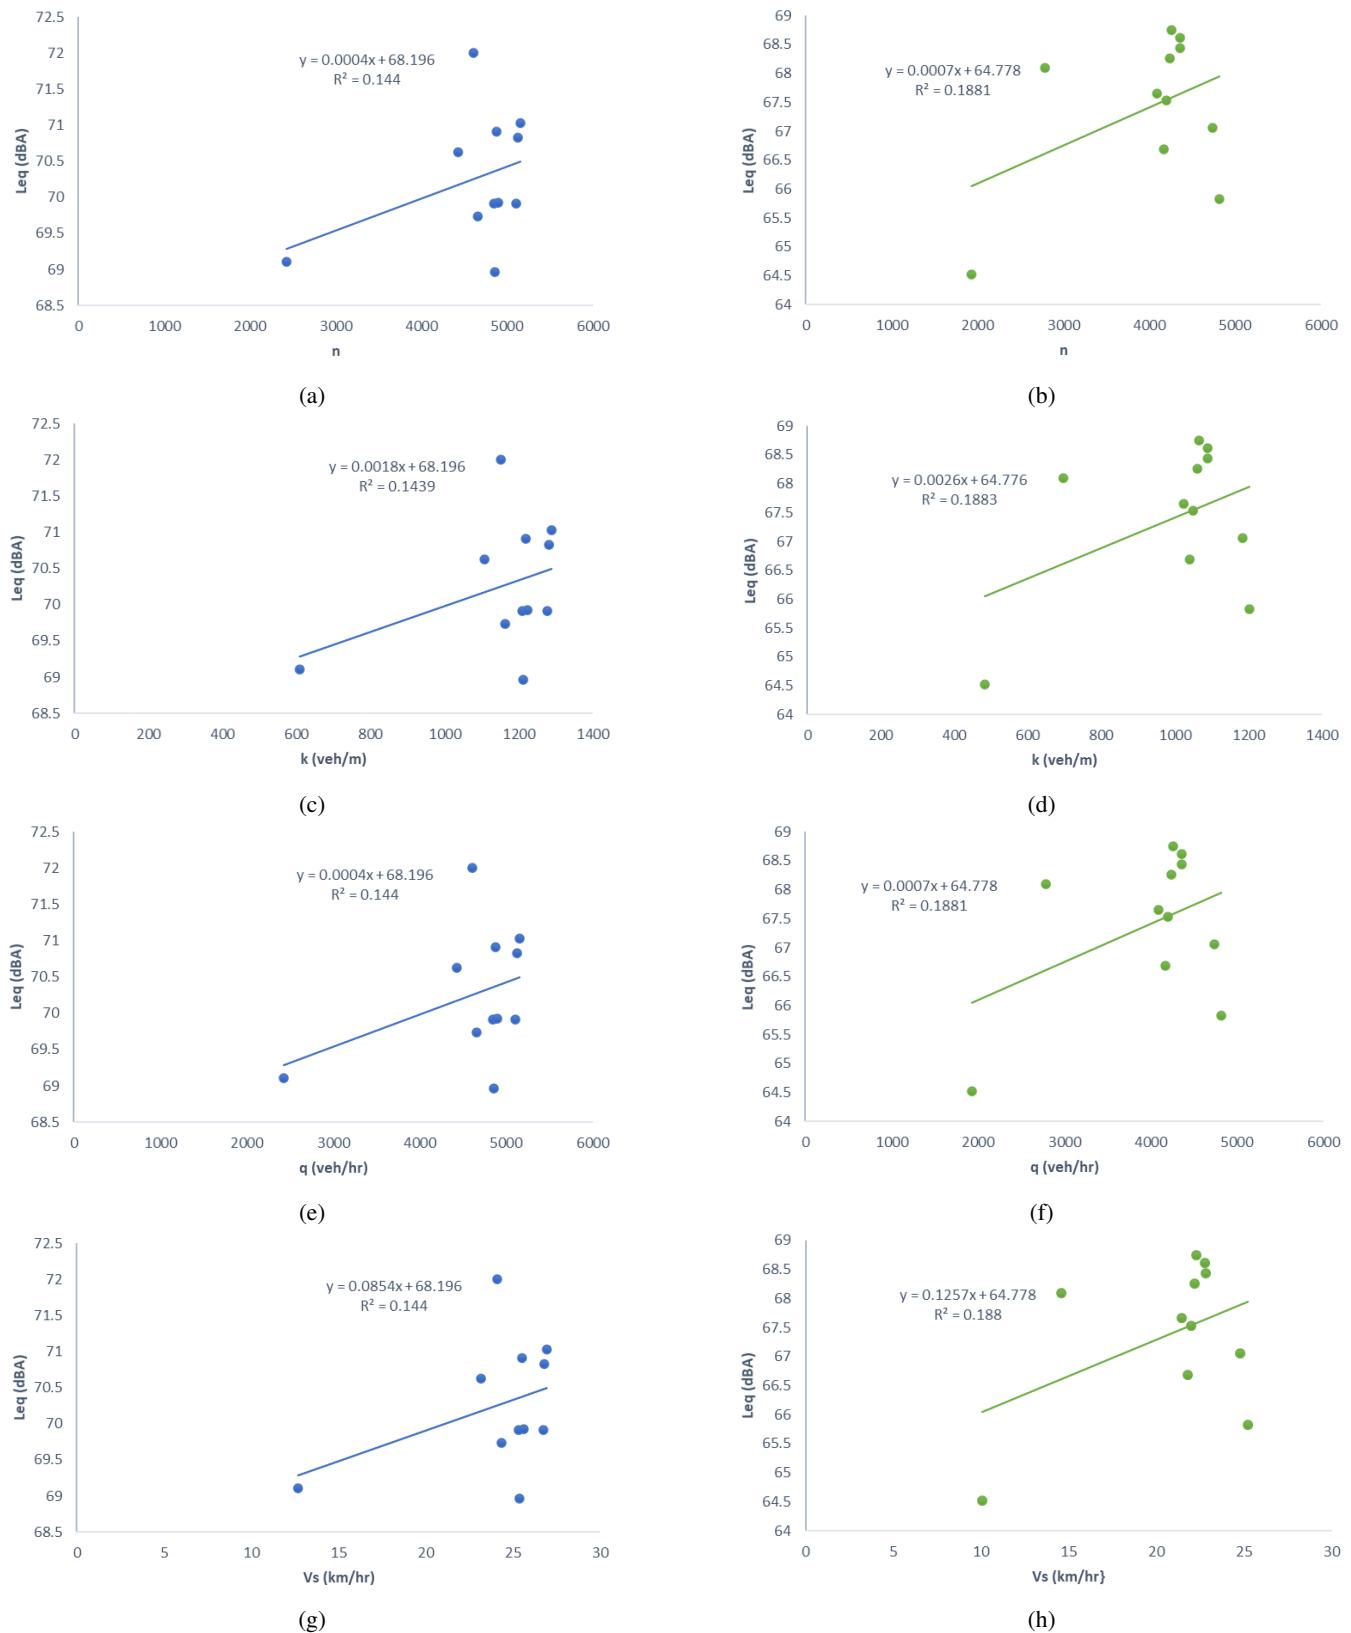 72.5
72
71.5
71
70.5
70
69.5
69
68.5
Leq (dBA)
y = 0.0004x + 68.196
R² = 0.144
0 1000 2000 3000 4000 5000 6000
n
(a)
69
68.5
68
67.5
67
66.5
66
65.5
65
64.5
64
Leq (dBA)
y = 0.0007x + 64.778
R² = 0.1881
0 1000 2000 3000 4000 5000 6000
n
(b)
72.5
72
71.5
71
70.5
70
69.5
69
68.5
Leq (dBA)
y = 0.0018x + 68.196
R² = 0.1439
0 200 400 600 800 1000 1200 1400
k (veh/m)
(c)
69
68.5
68
67.5
67
66.5
66
65.5
65
64.5
64
Leq (dBA)
y = 0.0026x + 64.776
R² = 0.1883
0 200 400 600 800 1000 1200 1400
k (veh/m)
(d)
72.5
72
71.5
71
70.5
70
69.5
69
68.5
Leq (dBA)
y = 0.0004x + 68.196
R² = 0.144
0 1000 2000 3000 4000 5000 6000
q (veh/hr)
(e)
69
68.5
68
67.5
67
66.5
66
65.5
65
64.5
64
Leq (dBA)
y = 0.0007x + 64.778
R² = 0.1881
0 1000 2000 3000 4000 5000 6000
q (veh/hr)
(f)
72.5
72
71.5
71
70.5
70
69.5
69
68.5
Leq (dBA)
y = 0.0854x + 68.196
R² = 0.144
0 5 10 15 20 25 30
Vs (km/hr)
(g)
69
68.5
68
67.5
67
66.5
66
65.5
65
64.5
64
Leq (dBA)
y = 0.1257x + 64.778
R² = 0.188
0 5 10 15 20 25 30
Vs (km/hr}
(h)